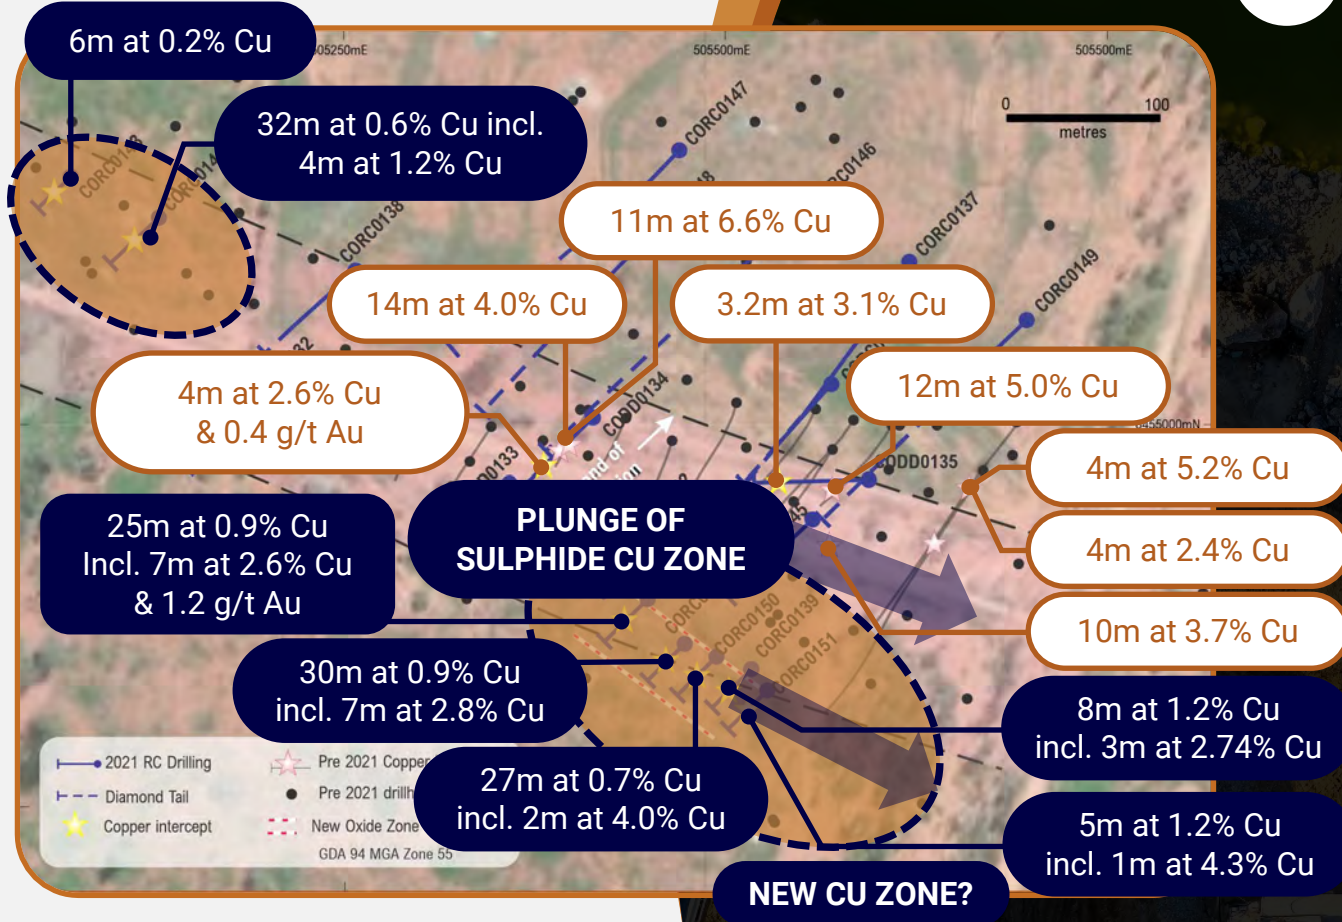 6m at 0.2% Cu
505500mE
505500mE
32m at 0.6% Cu incl.
4m at 1.2% Cu
0 100
metres
CORC0147
CORC0143
CORC0138
CORC0137
CORC0149
11m at 6.6% Cu
14m at 4.0% Cu
3.2m at 3.1% Cu
4m at 2.6% Cu
& 0.4 g/t Au
12m at 5.0% Cu
CODD0134
CODD0135
4m at 5.2% Cu
4m at 2.4% Cu
10m at 3.7% Cu
25m at 0.9% Cu
Incl. 7m at 2.6% Cu
& 1.2 g/t Au
PLUNGE OF
SULPHIDE CU ZONE
CORC0150
CORC0139
CORC0151
30m at 0.9% Cu
incl. 7m at 2.8% Cu
8m at 1.2% Cu
incl. 3m at 2.74% Cu
27m at 0.7% Cu
incl. 2m at 4.0% Cu
5m at 1.2% Cu
incl. 1m at 4.3% Cu
NEW CU ZONE?
2021 RC Drilling
Diamond Tail
Copper intercept
Pre 2021 Copper
Pre 2021
New Oxide Zone
GDA 94 MGA Zone 55